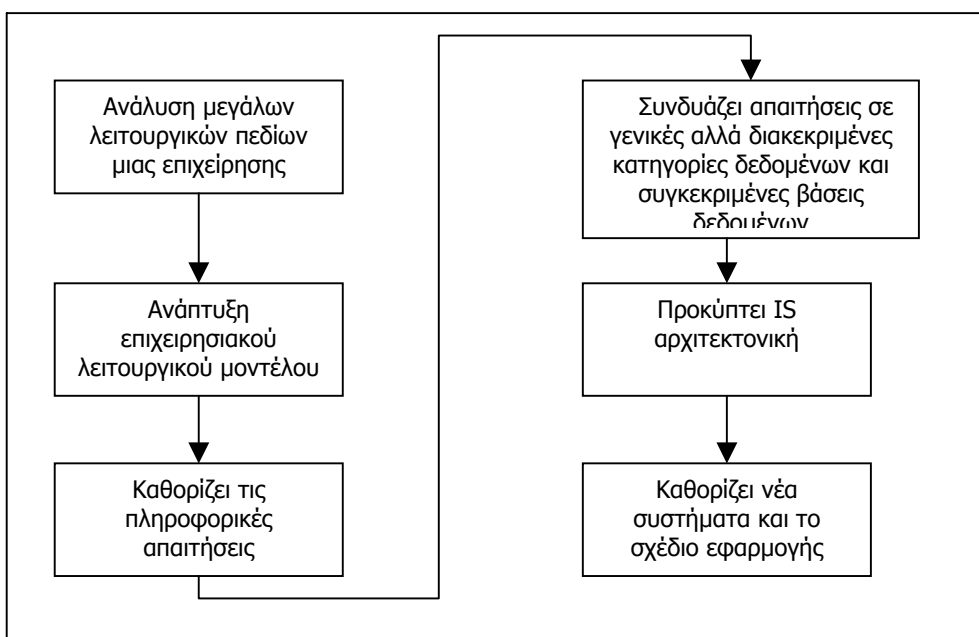 Ανάλυση μεγάλων
λειτουργικών πεδίων
μιας επιχείρησης
Ανάπτυξη
επιχειρησιακού
λειτουργικού μοντέλου
Καθορίζει τις
πληροφορικές
απαιτήσεις
Συνδυάζει απαιτήσεις σε
γενικές αλλά διακεκριμένες
κατηγορίες δεδομένων και
συγκεκριμένες βάσεις
δεδομένων
Προκύπτει IS
αρχιτεκτονική
Καθορίζει νέα
συστήματα και το
σχέδιο εφαρμογής